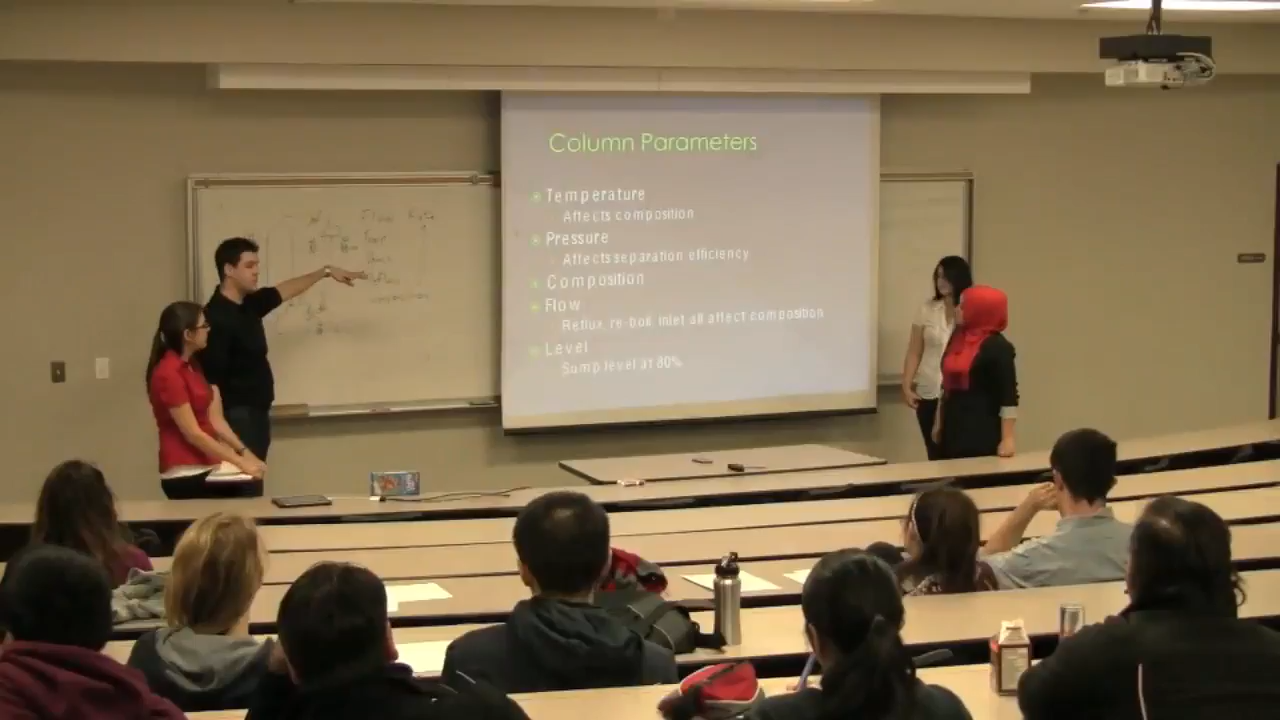 Column Parameters
Temperature
Affects composition
Pressure
Affects separation efficiency
Composition
Flow
Reflux, re-boil, inlet all affect composition
Level
Sump level at 80%
Flow